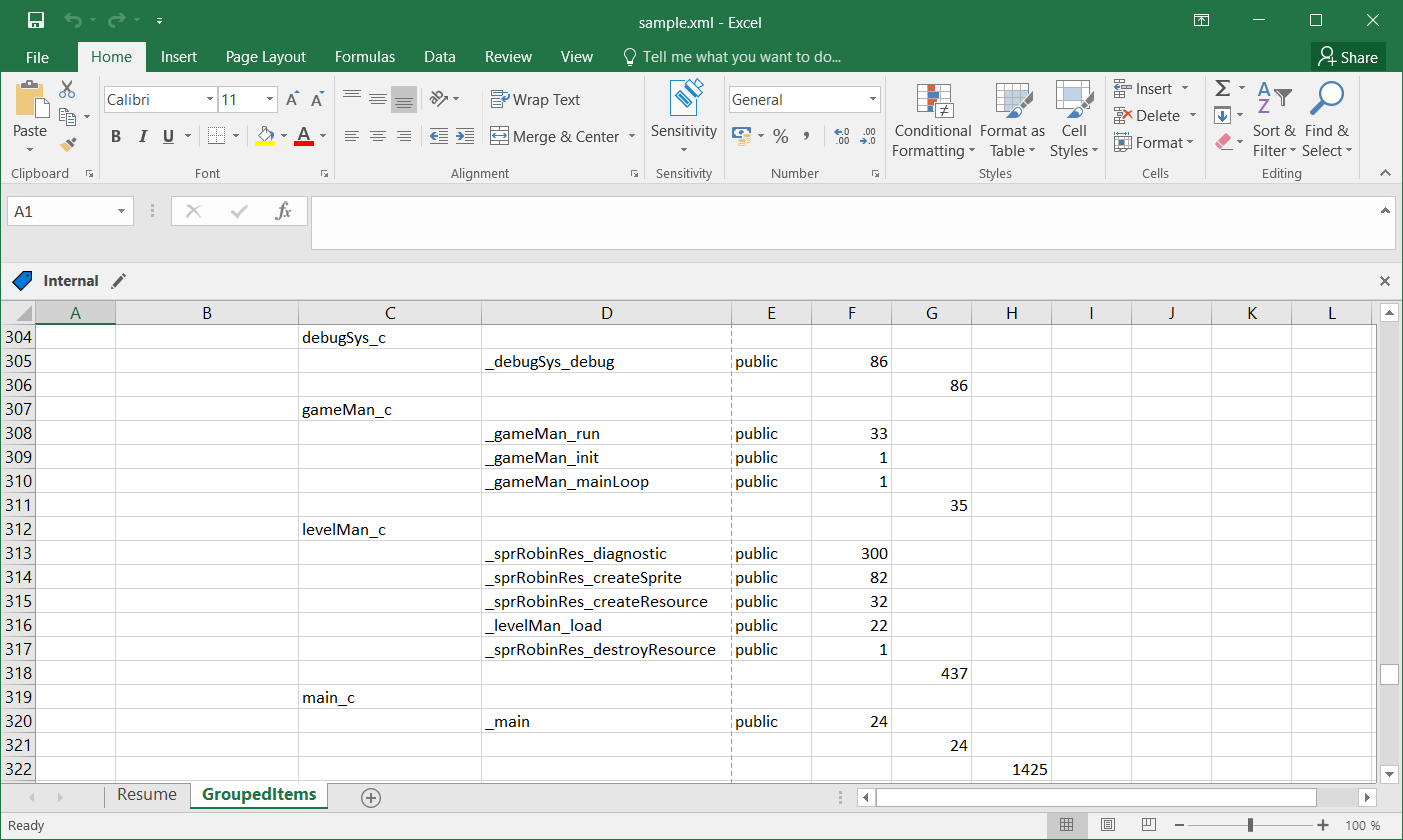 sample.xml - Excel
File Home Insert Page Layout Formulas Data Review View Tell me what you want to do... Share
Calibri 11 Wrap Text General Insert
Paste B I U A Merge & Center Sensitivity % , Conditional Format as Cell Delete Sort & Find &
Formatting Table Styles Format Filter Select
Clipboard Font Alignment Sensitivity Number Styles Cells Editing
A1 fx
Internal
A B C D E F G H I J K L
304 debugSys_c
305 _debugSys_debug public 86
306 86
307 gameMan_c
308 _gameMan_run public 33
309 _gameMan_init public 1
310 _gameMan_mainLoop public 1
311 35
312 levelMan_c
313 _sprRobinRes_diagnostic public 300
314 _sprRobinRes_createSprite public 82
315 _sprRobinRes_createResource public 32
316 _levelMan_load public 22
317 _sprRobinRes_destroyResource public 1
318 437
319 main_c
320 _main public 24
321 24
322 1425
Resume GroupedItems
Ready 100 %